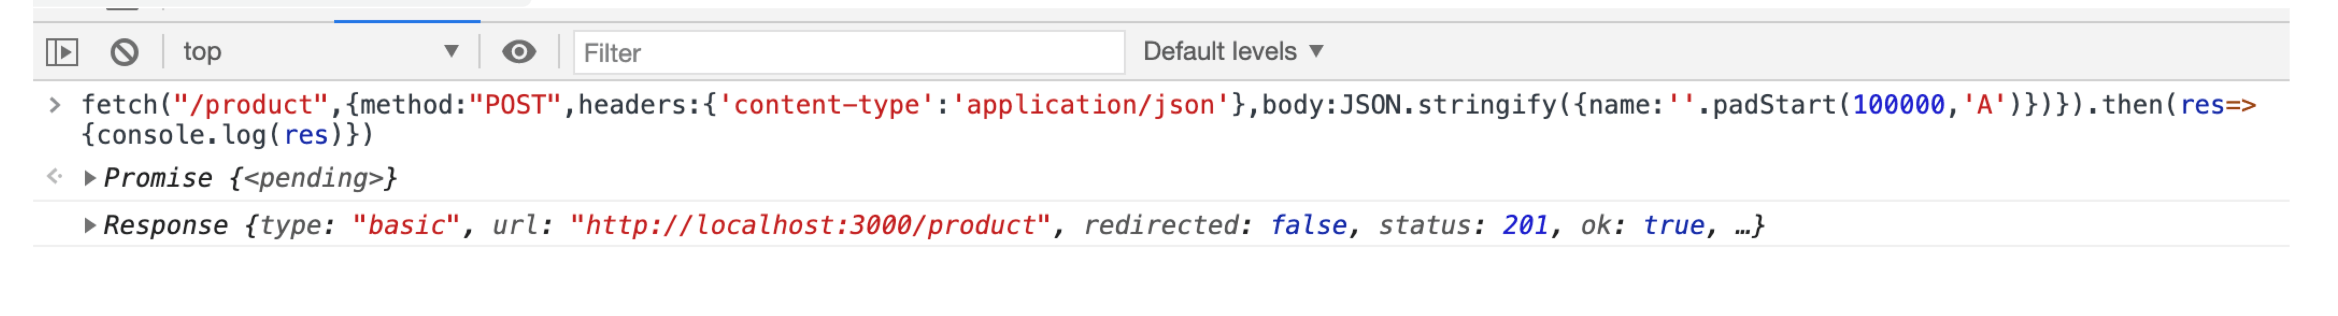 top Filter Default levels
fetch("/product",{method:"POST",headers:{'content-type':'application/json'},body:JSON.stringify({name:''.padStart(100000,'A')})}).then(res=>
{console.log(res)})
Promise {<pending>}
Response {type: "basic", url: "http://localhost:3000/product", redirected: false, status: 201, ok: true, …}